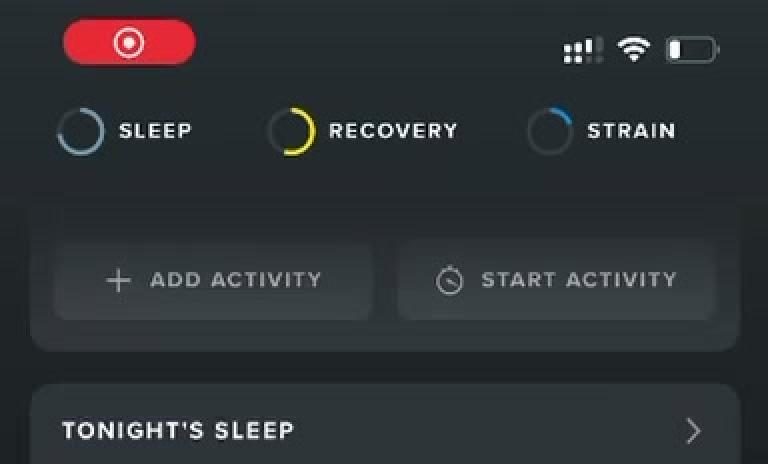 SLEEP RECOVERY STRAIN
ADD ACTIVITY START ACTIVITY
TONIGHT'S SLEEP